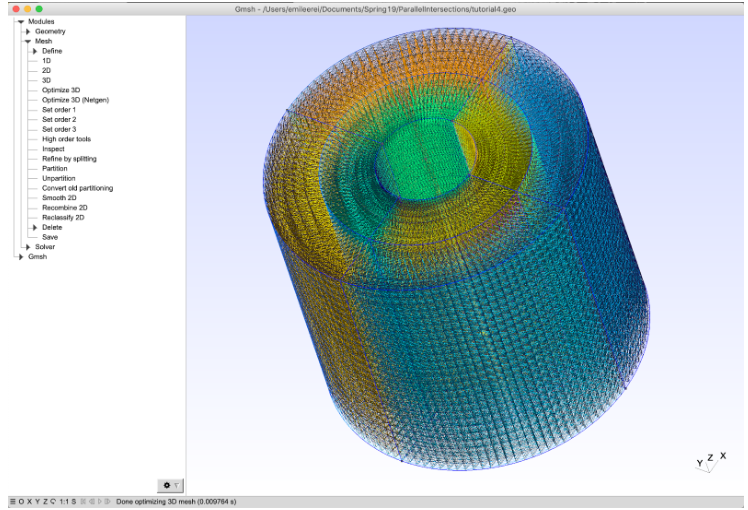 Gmsh - /Users/emileerei/Documents/Spring19/ParallelIntersections/tutorial4.geo
Modules
Geometry
Mesh
Define
1D
2D
3D
Optimize 3D
Optimize 3D (Netgen)
Set order 1
Set order 2
Set order 3
High order tools
Inspect
Refine by splitting
Partition
Unpartition
Convert old partitioning
Smooth 2D
Recombine 2D
Reclassify 2D
Delete
Save
Solver
Gmsh
Y Z X
O X Y Z 1:1 S Done optimizing 3D mesh (0.009764 s)